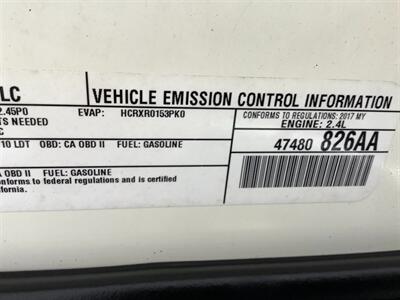 LC
VEHICLE EMISSION CONTROL INFORMATION
2.45P0 EVAP: HCRXR0153PK0
TS NEEDED
C
CONFORMS TO REGULATIONS: 2017 MY
ENGINE: 2.4L
10 LDT OBD: CA OBD II FUEL: GASOLINE
47480 826AA
A OBD II FUEL: GASOLINE
onforms to federal regulations and is certified
alifornia.